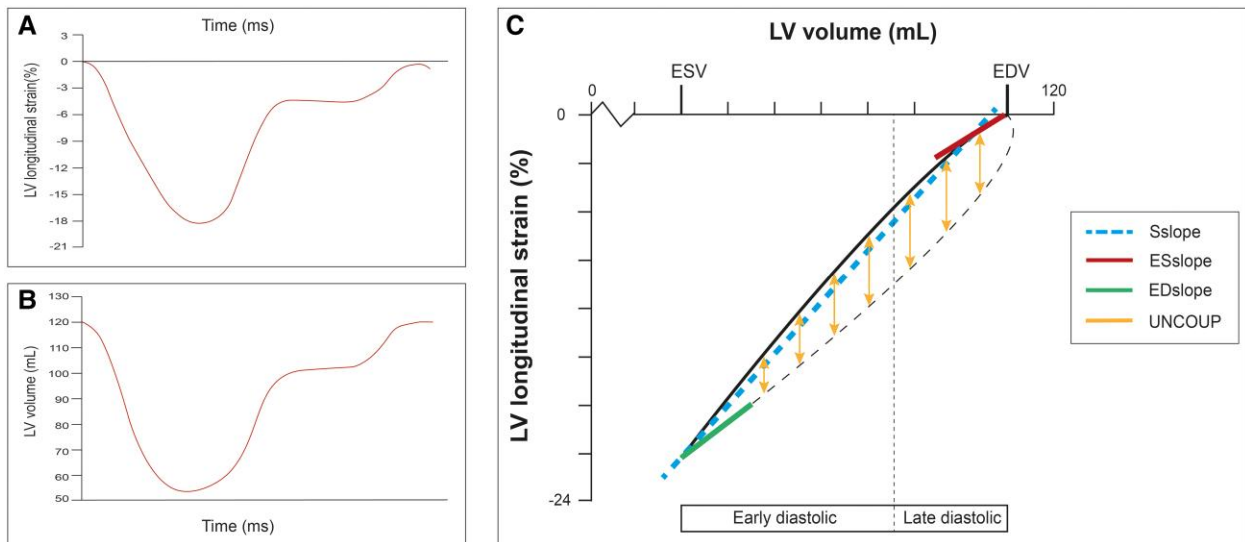 A
Time (ms)
3
0
-3
-6
-9
-12
-15
-18
-21
LV longitudinal strain(%)
B
130
120
110
100
90
80
70
60
50
LV volume (mL)
Time (ms)
C
LV volume (mL)
ESV
EDV
0
120
0
-24
LV longitudinal strain (%)
Early diastolic
Late diastolic
Sslope
ESslope
EDslope
UNCOUP